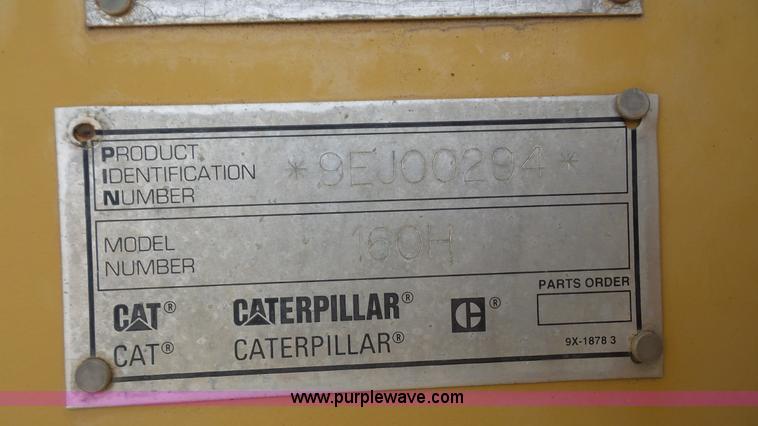 PRODUCT
IDENTIFICATION
NUMBER
*9EJ00294*
MODEL
NUMBER
160H
PARTS ORDER
CAT® CATERPILLAR® C®
CAT® CATERPILLAR®
9X-1878 3
www.purplewave.com